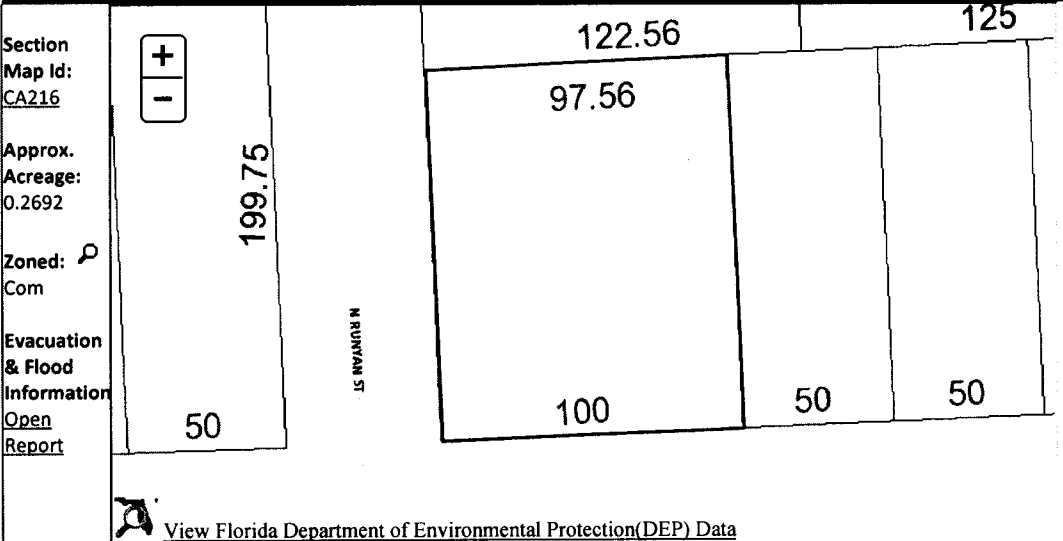 Section
Map Id:
CA216
Approx.
Acreage:
0.2692
Zoned:
Com
Evacuation
& Flood
Information
Open
Report
+
−
122.56
125
97.56
199.75
N RUNYAN ST
50
100
50
50
View Florida Department of Environmental Protection(DEP) Data